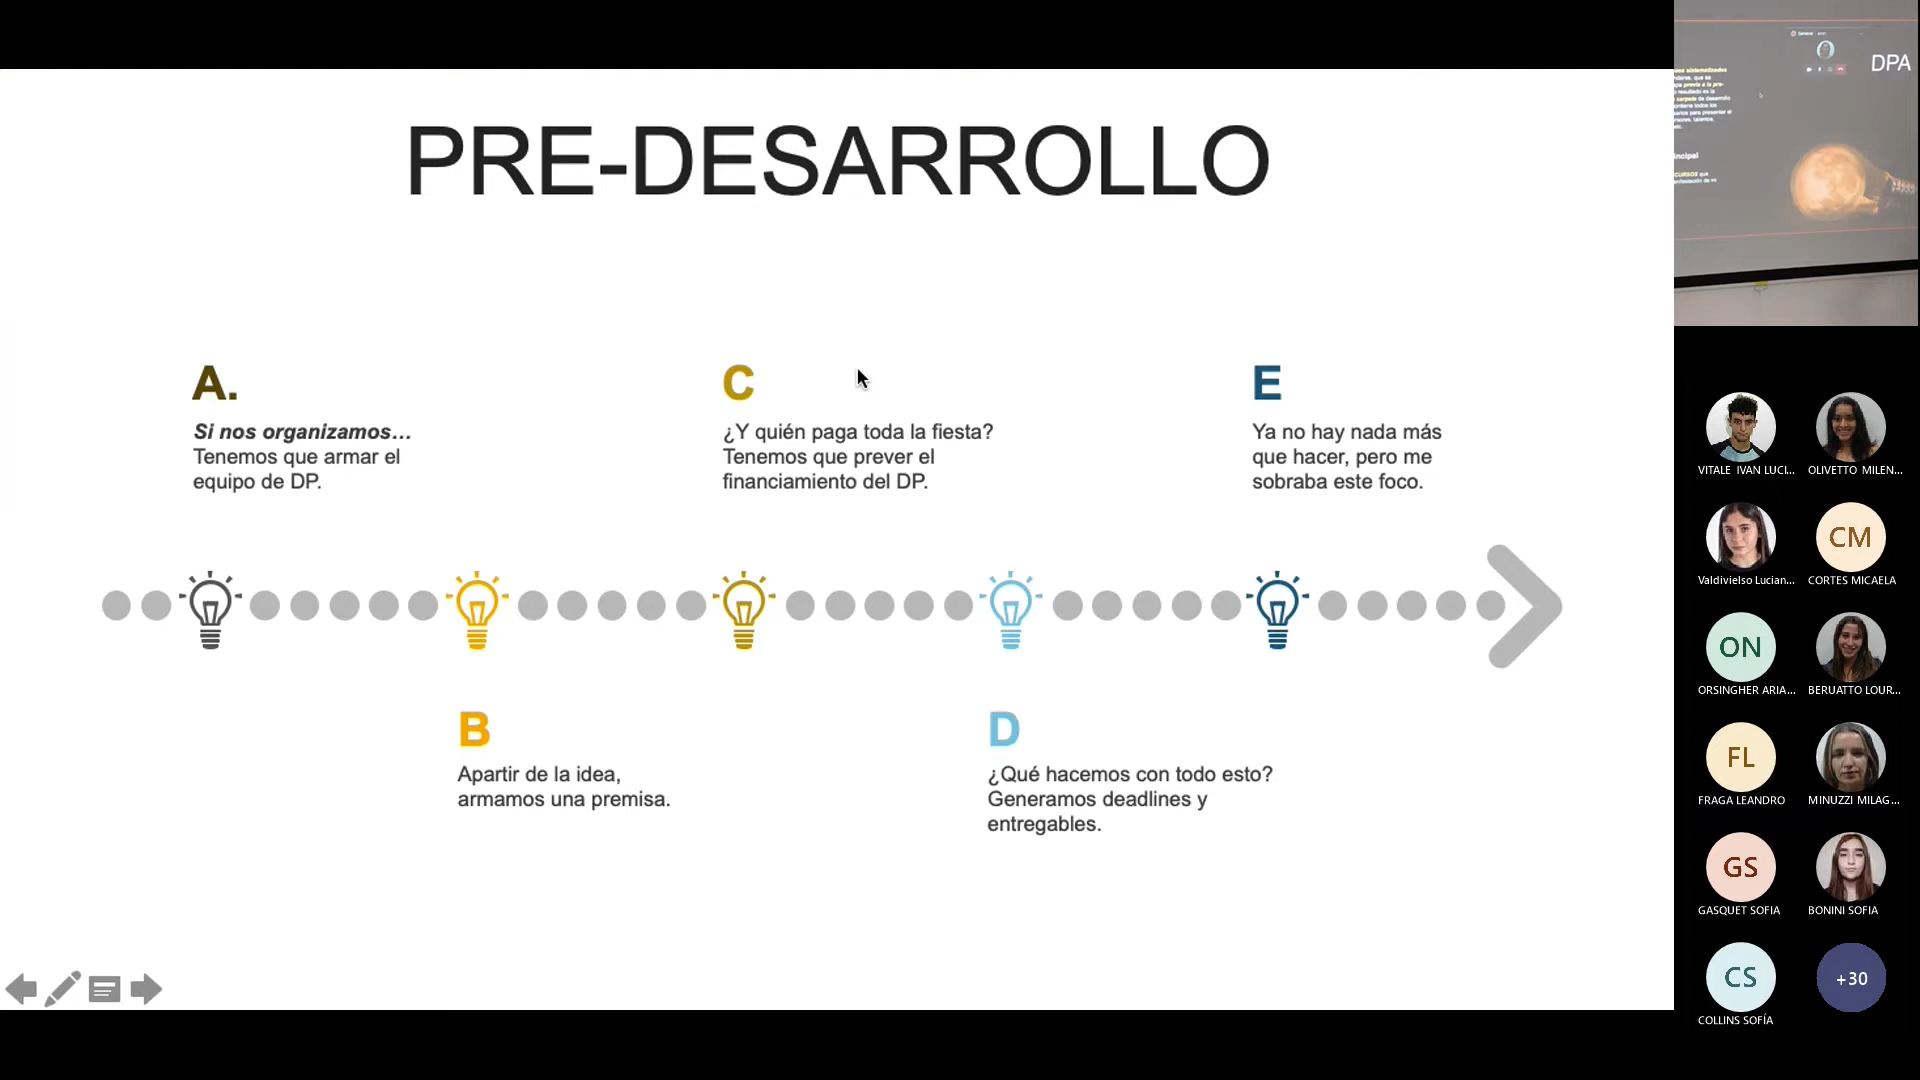 PRE-DESARROLLO
A.
Si nos organizamos...
Tenemos que armar el
equipo de DP.
C
¿Y quién paga toda la fiesta?
Tenemos que prever el
financiamiento del DP.
E
Ya no hay nada más
que hacer, pero me
sobraba este foco.
B
Apartir de la idea,
armamos una premisa.
D
¿Qué hacemos con todo esto?
Generamos deadlines y
entregables.
DPA
VITALE IVAN LUCI...
OLIVETTO MILEN...
Valdivielso Lucian...
CM
CORTES MICAELA
ON
ORSINGHER ARIA...
BERUATTO LOUR...
FL
FRAGA LEANDRO
MINUZZI MILAG...
GS
GASQUET SOFIA
BONINI SOFIA
CS
COLLINS SOFÍA
+30